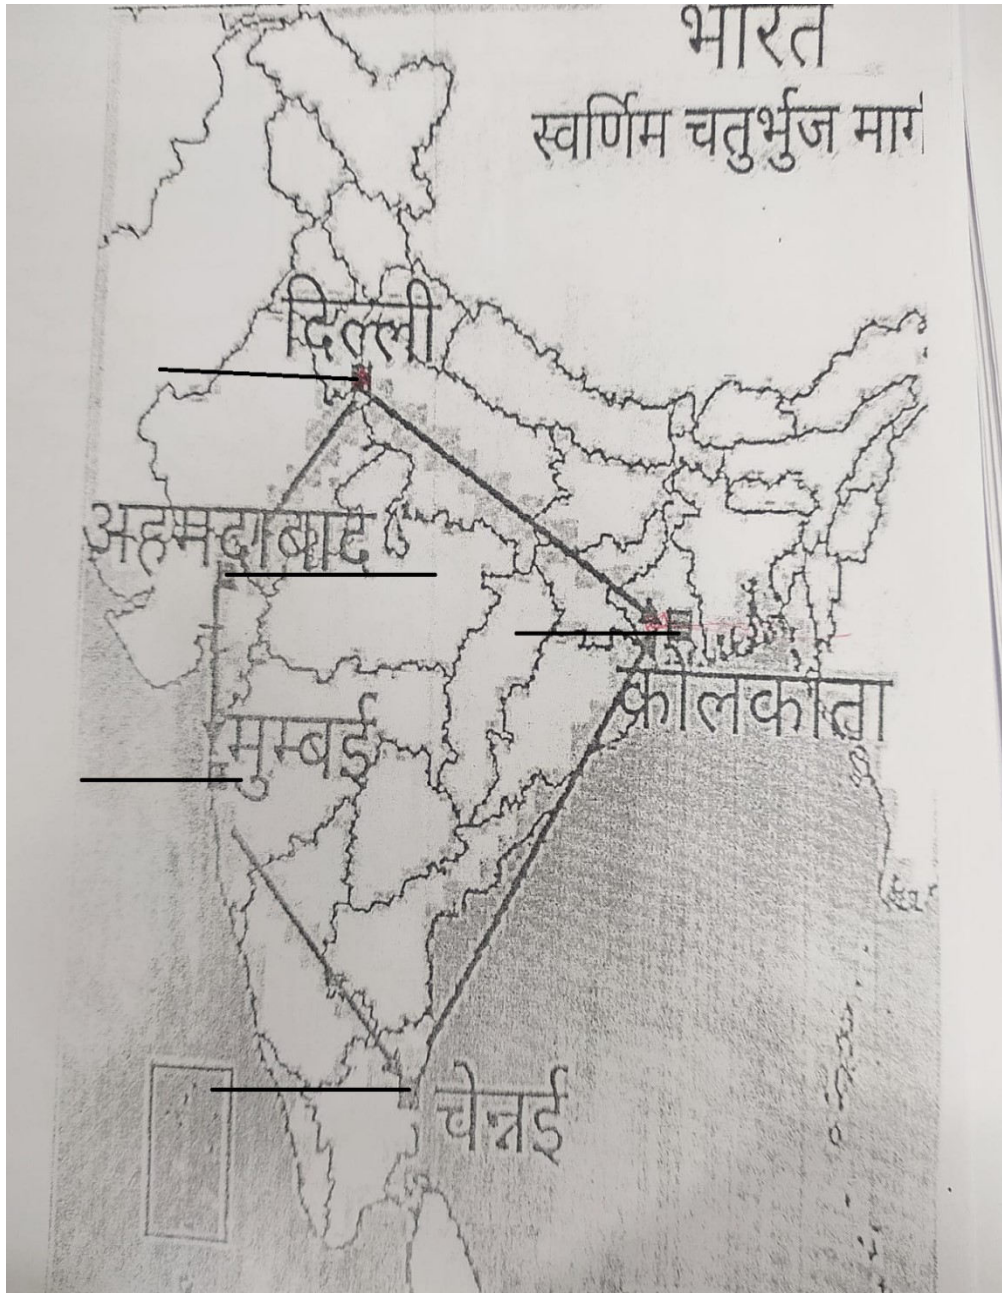 भारत
स्वर्णिम चतुर्भुज मार्ग
दिल्ली
अहमदाबाद
कोलकाता
मुम्बई
चेन्नई